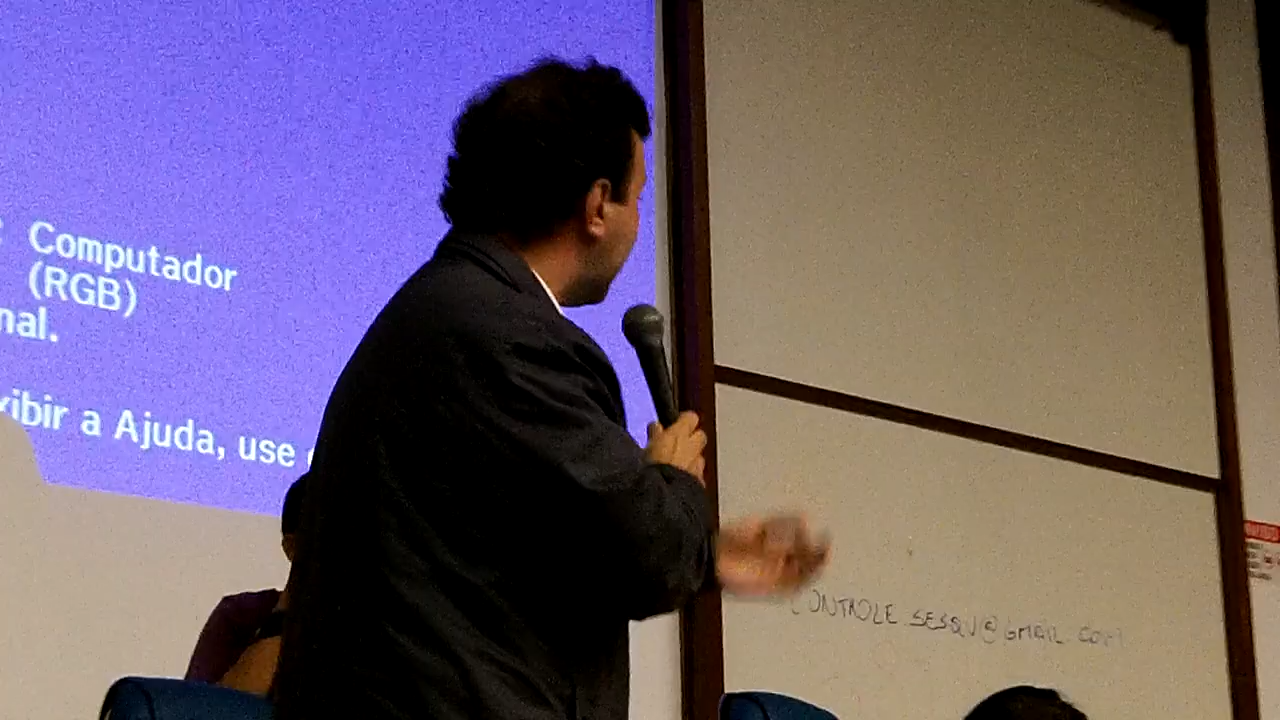 : Computador
(RGB)
nal.
xibir a Ajuda, use
CONTROLE.SESSU@GMAIL.COM